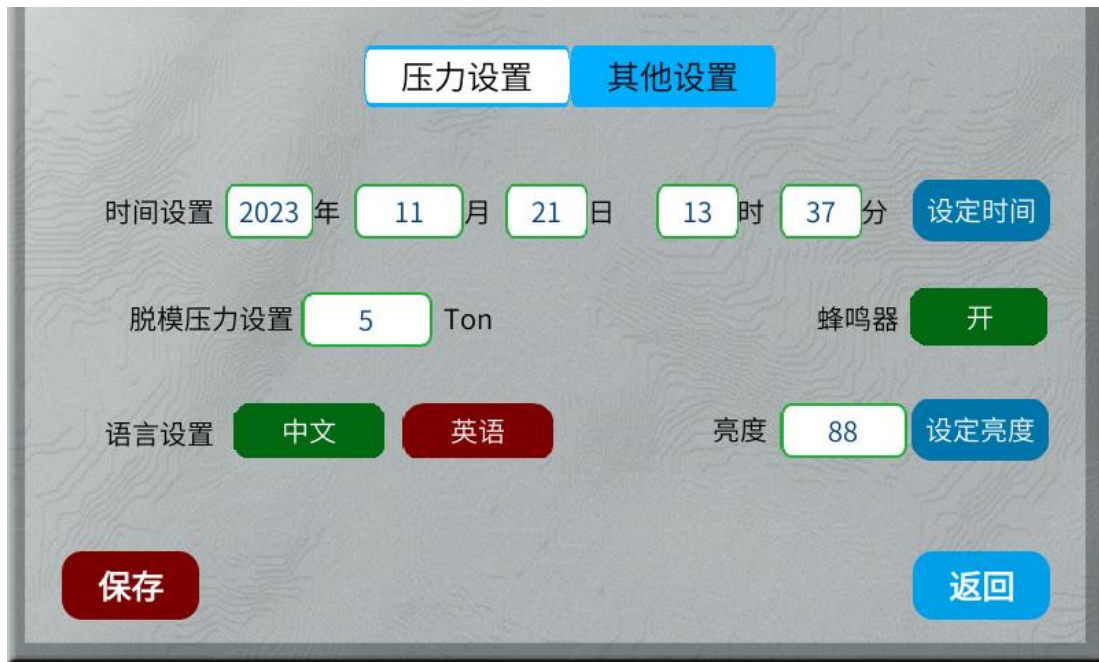 压力设置 其他设置
时间设置 2023 年 11 月 21 日 13 时 37 分 设定时间
脱模压力设置 5 Ton 蜂鸣器 开
语言设置 中文 英语 亮度 88 设定亮度
保存 返回